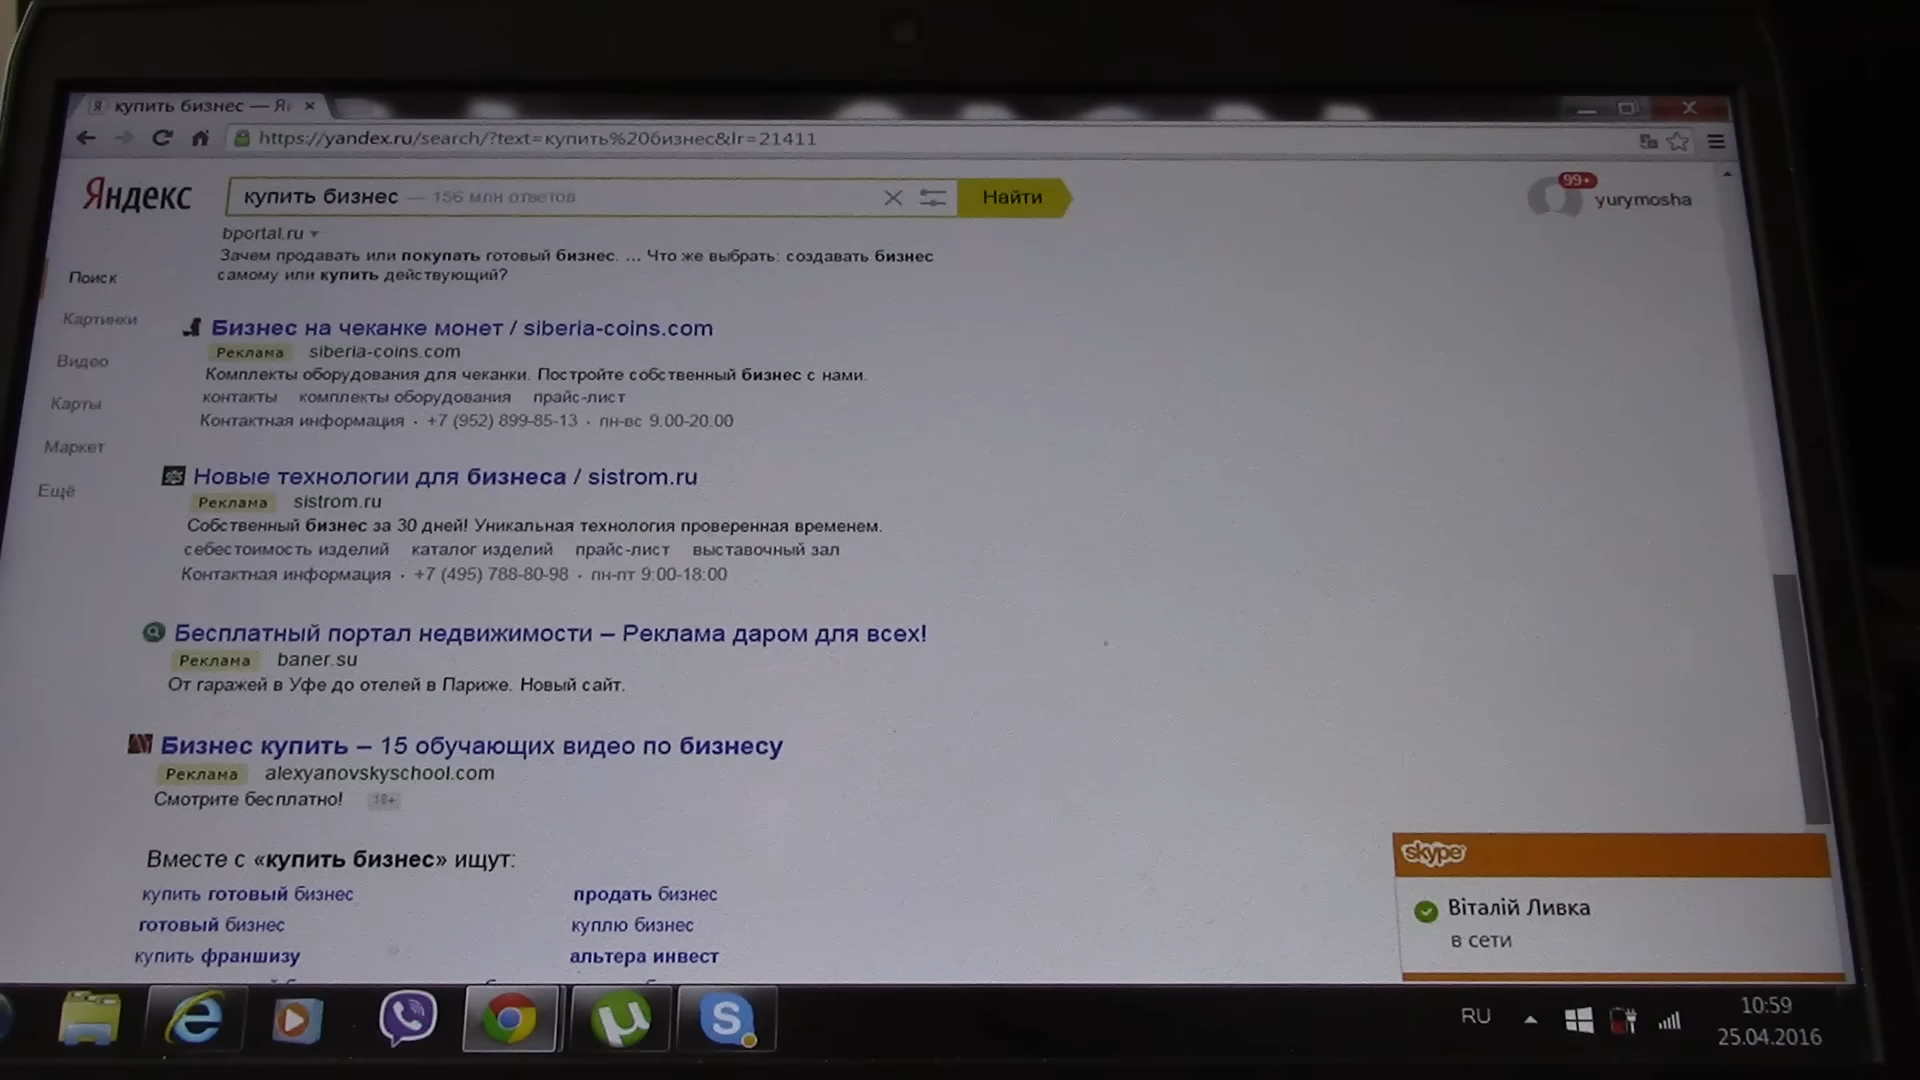 купить бизнес — Я
https://yandex.ru/search/?text=купить%20бизнес&lr=21411
Яндекс
купить бизнес — 156 млн ответов
Найти
99+
yurymosha
bportal.ru
Зачем продавать или покупать готовый бизнес. ... Что же выбрать: создавать бизнес
самому или купить действующий?
Поиск
Картинки
Видео
Карты
Маркет
Ещё
Бизнес на чеканке монет / siberia-coins.com
Реклама siberia-coins.com
Комплекты оборудования для чеканки. Постройте собственный бизнес с нами.
контакты комплекты оборудования прайс-лист
Контактная информация · +7 (952) 899-85-13 · пн-вс 9:00-20:00
Новые технологии для бизнеса / sistrom.ru
Реклама sistrom.ru
Собственный бизнес за 30 дней! Уникальная технология проверенная временем.
себестоимость изделий каталог изделий прайс-лист выставочный зал
Контактная информация · +7 (495) 788-80-98 · пн-пт 9:00-18:00
Бесплатный портал недвижимости – Реклама даром для всех!
Реклама baner.su
От гаражей в Уфе до отелей в Париже. Новый сайт.
Бизнес купить – 15 обучающих видео по бизнесу
Реклама alexyanovskyschool.com
Смотрите бесплатно! 18+
Вместе с «купить бизнес» ищут:
купить готовый бизнес продать бизнес
готовый бизнес куплю бизнес
купить франшизу альтера инвест
skype
Віталій Ливка
в сети
RU
10:59
25.04.2016